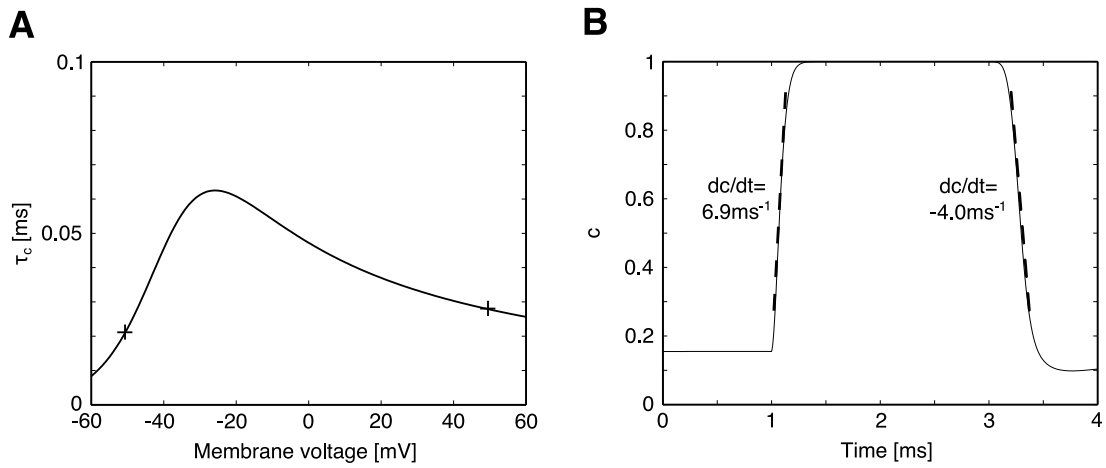 A
0.1
0.05
0
τc [ms]
-60
-40
-20
0
20
40
60
Membrane voltage [mV]
B
1
0.8
0.6
0.4
0.2
0
c
dc/dt=
6.9ms-1
dc/dt=
-4.0ms-1
0
1
2
3
4
Time [ms]